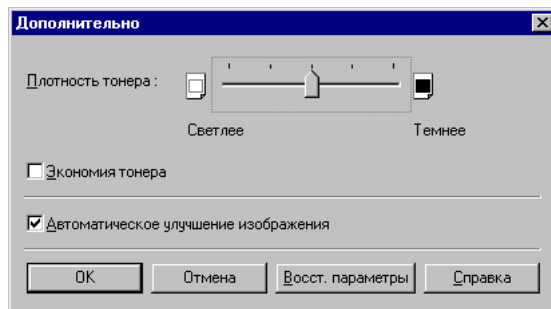 Дополнительно
Плотность тонера :
Светлее Темнее
Экономия тонера
Автоматическое улучшение изображения
OK Отмена Восст. параметры Справка